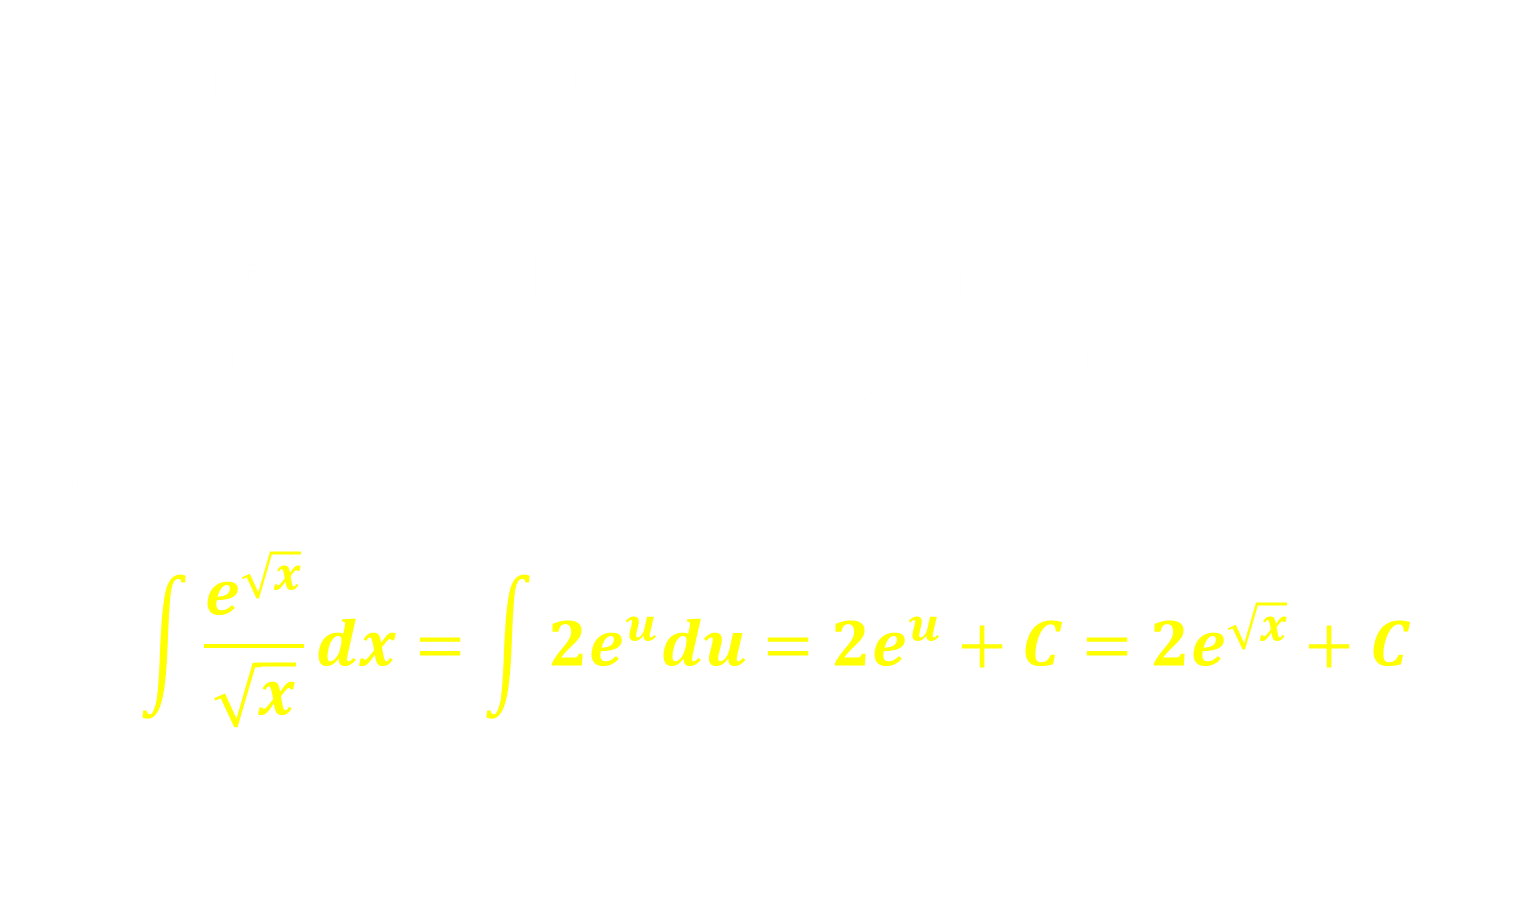 ∫ e^√x / √x dx = ∫ 2e^u du = 2e^u + C = 2e^√x + C